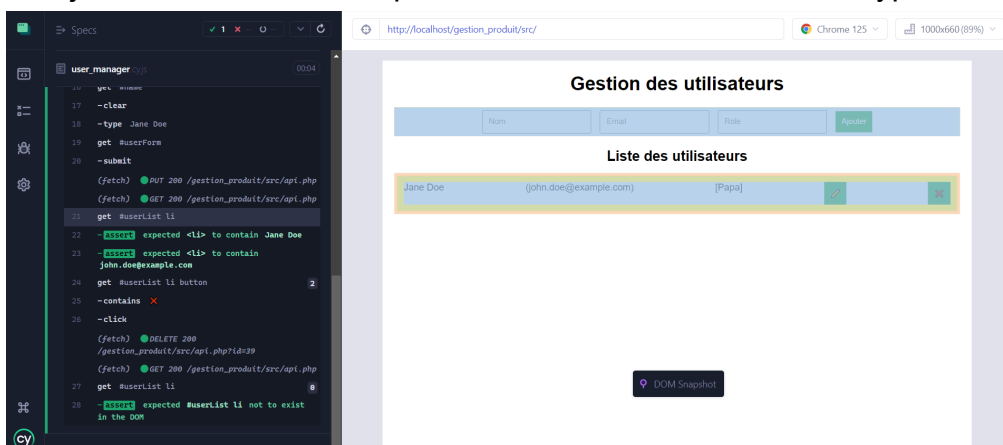 Specs
1
http://localhost/gestion_produit/src/
Chrome 125
1000x660 (89%)
user_manager.cy.js
00:04
16 get #name
17 -clear
18 -type Jane Doe
19 get #userForm
20 -submit
(fetch) PUT 200 /gestion_produit/src/api.php
(fetch) GET 200 /gestion_produit/src/api.php
21 get #userList li
22 -assert expected <li> to contain Jane Doe
23 -assert expected <li> to contain
john.doe@example.com
24 get #userList li button 2
25 -contains ❌
26 -click
(fetch) DELETE 200
/gestion_produit/src/api.php?id=39
(fetch) GET 200 /gestion_produit/src/api.php
27 get #userList li 0
28 -assert expected #userList li not to exist
in the DOM
cy
Gestion des utilisateurs
Nom Email Role Ajouter
Liste des utilisateurs
Jane Doe (john.doe@example.com) [Papa]
DOM Snapshot